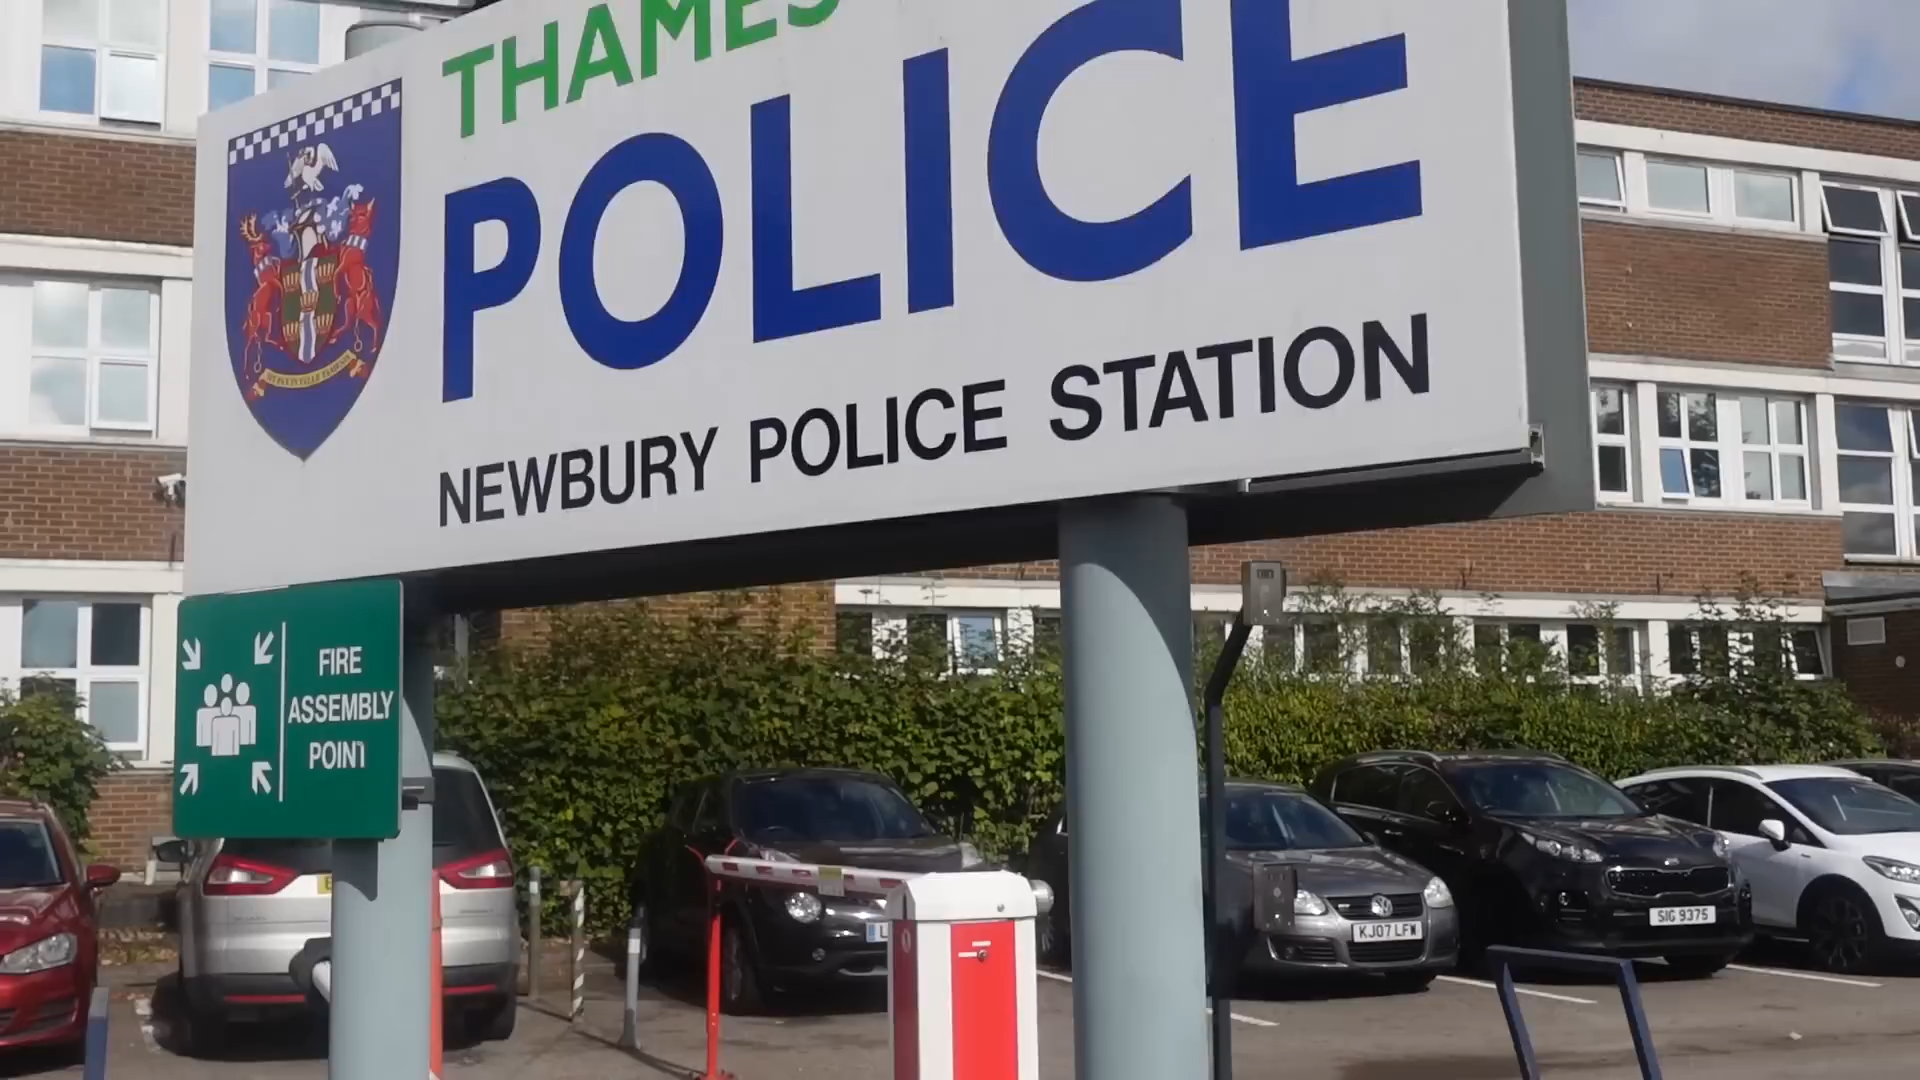 THAMES
POLICE
NEWBURY POLICE STATION
FIRE
ASSEMBLY
POINT
KJ07 LFW
SIG 9375